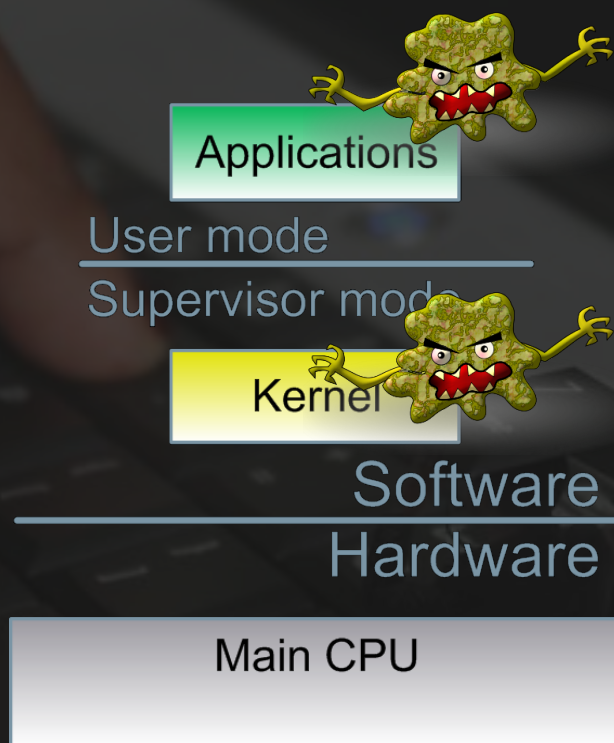 Applications
User mode
Supervisor mode
Kernel
Software
Hardware
Main CPU